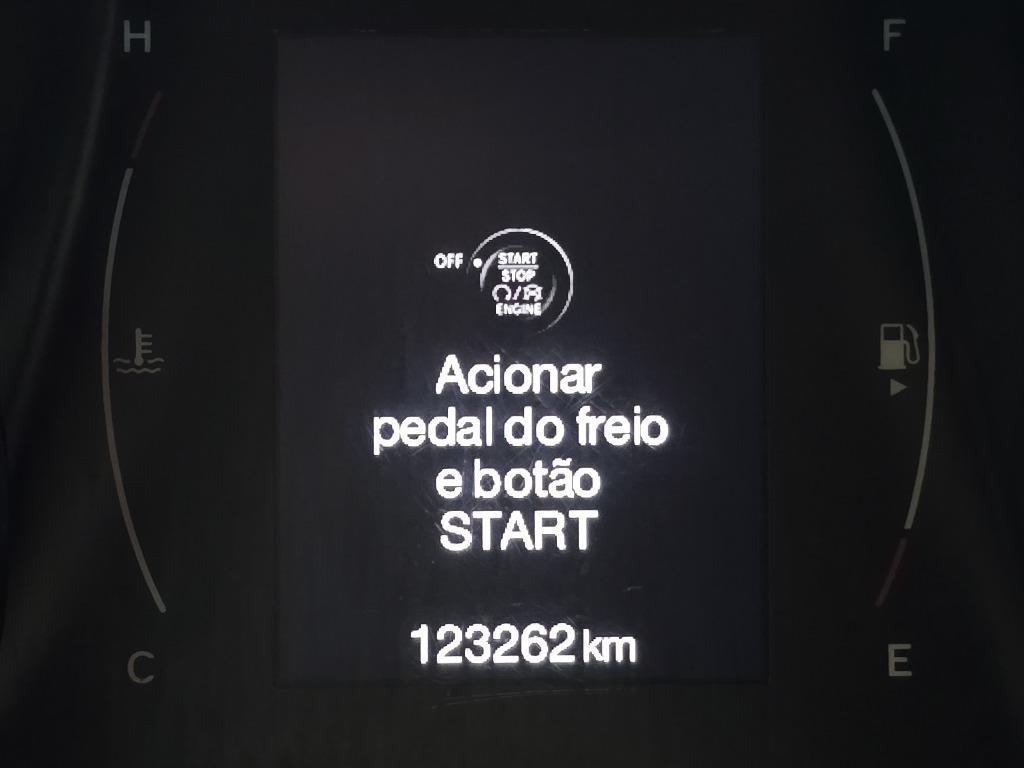 H
F
OFF
START
STOP
ENGINE
Acionar
pedal do freio
e botão
START
123262 km
C
E